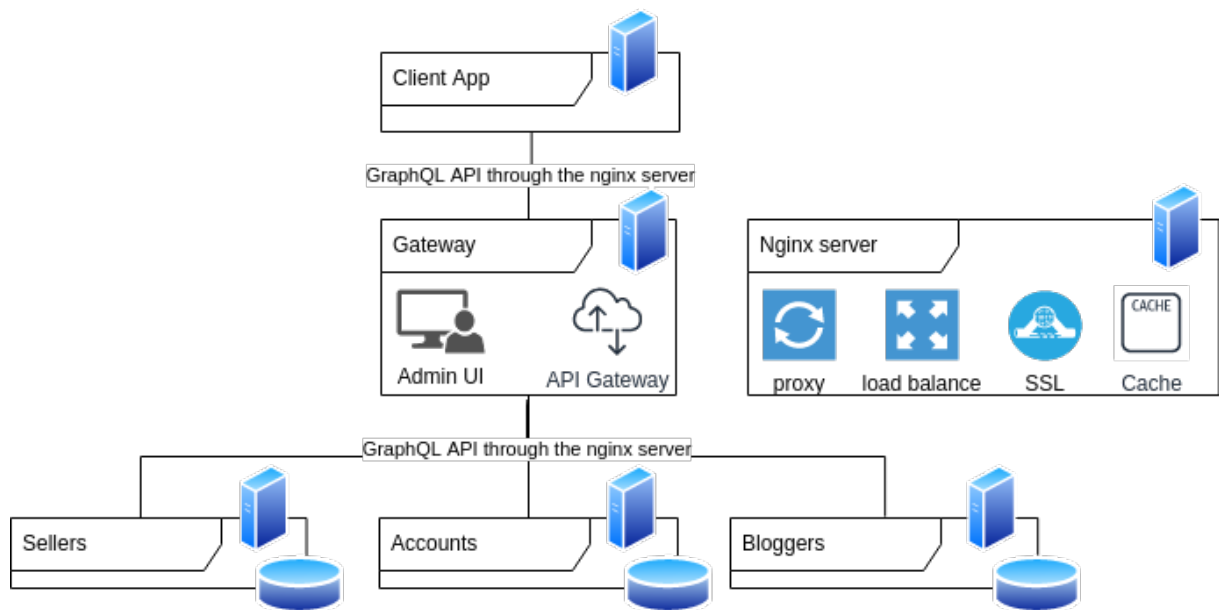 Client App
GraphQL API through the nginx server
Gateway
Nginx server
CACHE
Admin UI
API Gateway
proxy
load balance
SSL
Cache
GraphQL API through the nginx server
Sellers
Accounts
Bloggers